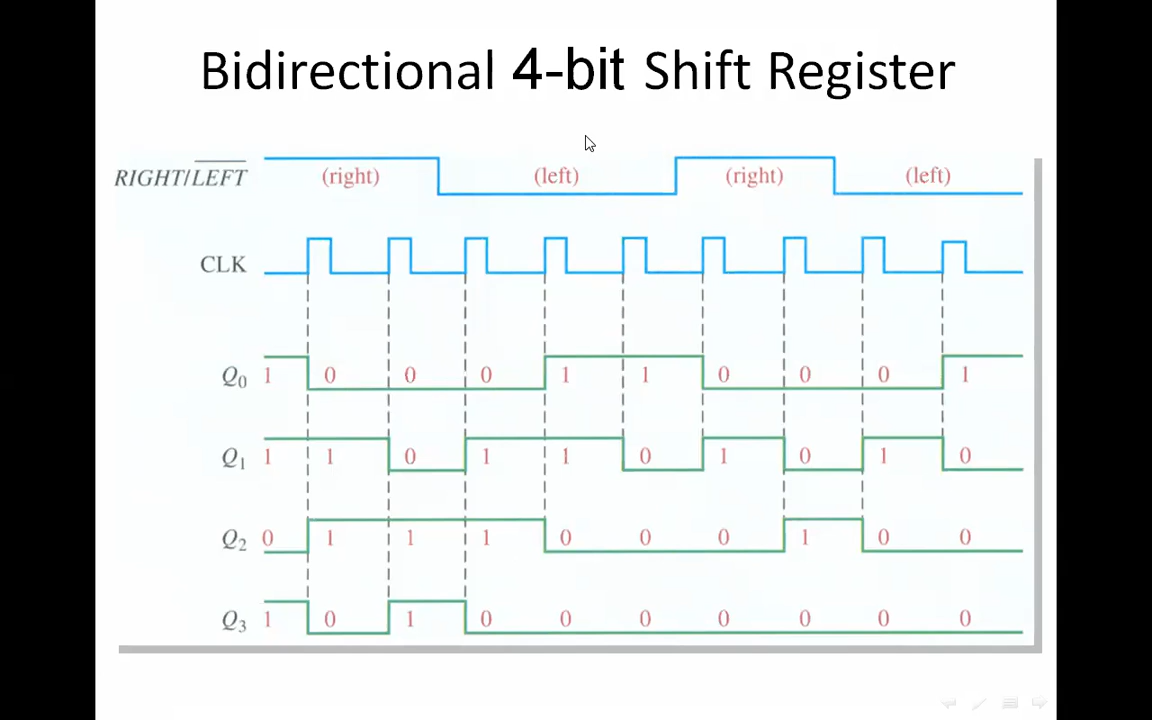 Bidirectional 4-bit Shift Register
RIGHT/LEFT (right) (left) (right) (left)
CLK
Q0 1 0 0 0 1 1 0 0 0 1
Q1 1 1 0 1 1 0 1 0 1 0
Q2 0 1 1 1 0 0 0 1 0 0
Q3 1 0 1 0 0 0 0 0 0 0